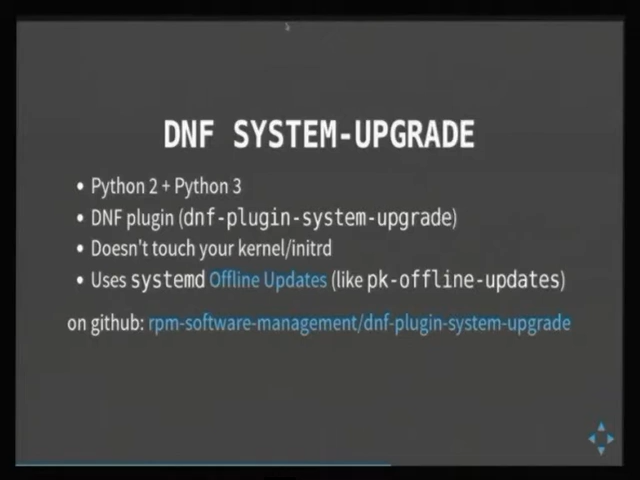 DNF SYSTEM-UPGRADE
• Python 2 + Python 3
• DNF plugin (dnf-plugin-system-upgrade)
• Doesn't touch your kernel/initrd
• Uses systemd Offline Updates (like pk-offline-updates)
on github: rpm-software-management/dnf-plugin-system-upgrade